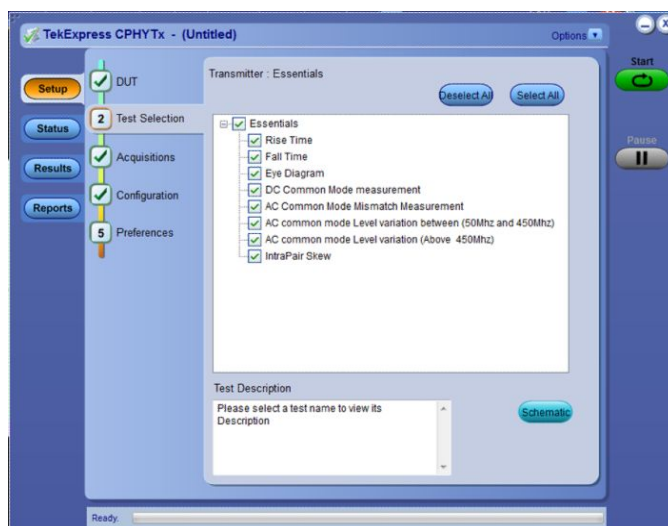 TekExpress CPHYTx - (Untitled)
Options
Setup
Status
Results
Reports
DUT
2 Test Selection
Acquisitions
Configuration
5 Preferences
Transmitter : Essentials
Deselect All
Select All
Essentials
Rise Time
Fall Time
Eye Diagram
DC Common Mode measurement
AC Common Mode Mismatch Measurement
AC common mode Level variation between (50Mhz and 450Mhz)
AC common mode Level variation (Above 450Mhz)
IntraPair Skew
Test Description
Please select a test name to view its
Description
Schematic
Start
Pause
Ready.